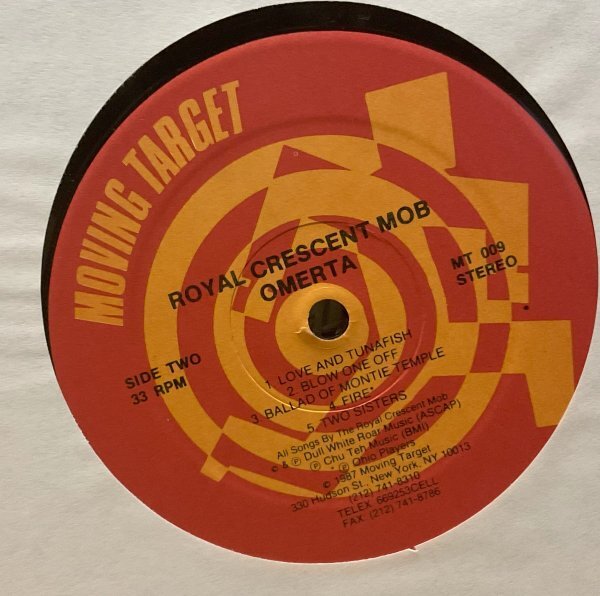 MOVING TARGET
ROYAL CRESCENT MOB
OMERTA
MT 009
STEREO
SIDE TWO
33 RPM
1. LOVE AND TUNAFISH
2. BLOW ONE OFF
3. BALLAD OF MONTIE TEMPLE
4. FIRE*
5. TWO SISTERS
All Songs By The Royal Crescent Mob
© & ℗ Dull White Roar Music (ASCAP)
℗ Chu Teh Music (BMI)
℗ Ohio Players
© 1987 Moving Target
330 Hudson St., New York, NY 10013
(212) 741-8310
TELEX 669253CELL
FAX (212) 741-8786